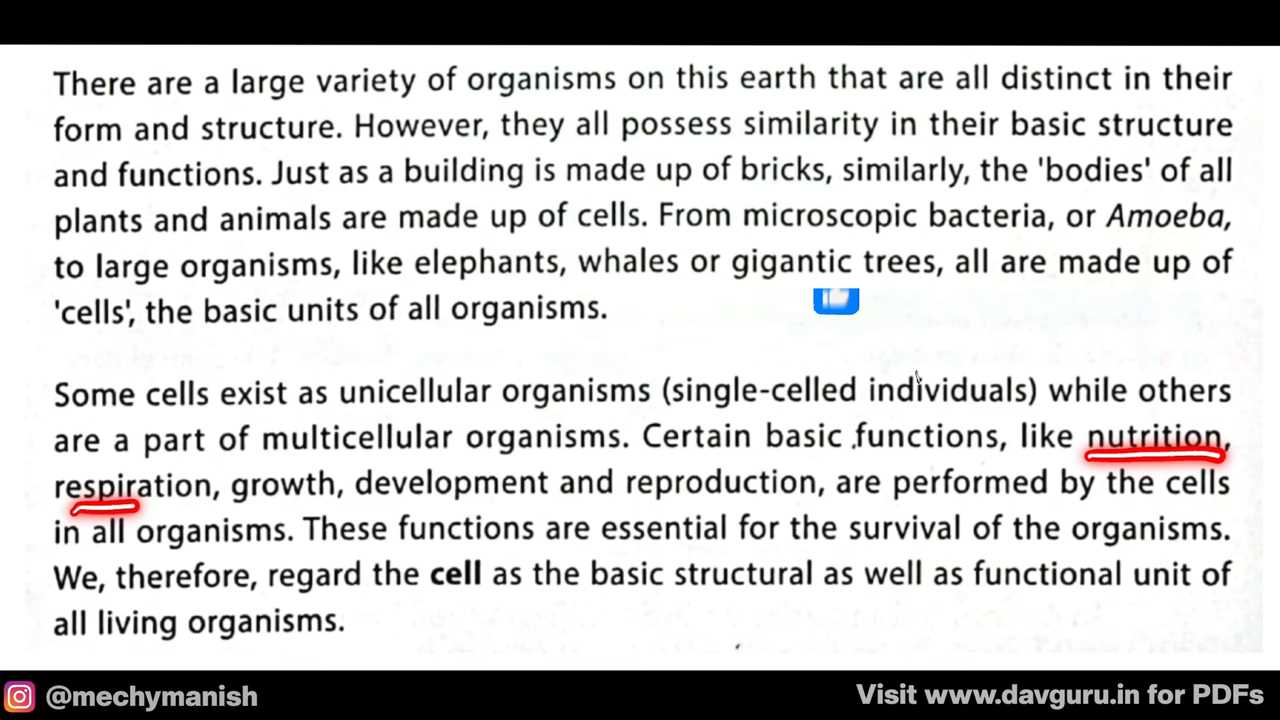 There are a large variety of organisms on this earth that are all distinct in their
form and structure. However, they all possess similarity in their basic structure
and functions. Just as a building is made up of bricks, similarly, the 'bodies' of all
plants and animals are made up of cells. From microscopic bacteria, or Amoeba,
to large organisms, like elephants, whales or gigantic trees, all are made up of
'cells', the basic units of all organisms.
Some cells exist as unicellular organisms (single-celled individuals) while others
are a part of multicellular organisms. Certain basic functions, like nutrition,
respiration, growth, development and reproduction, are performed by the cells
in all organisms. These functions are essential for the survival of the organisms.
We, therefore, regard the cell as the basic structural as well as functional unit of
all living organisms.
@mechymanish
Visit www.davguru.in for PDFs